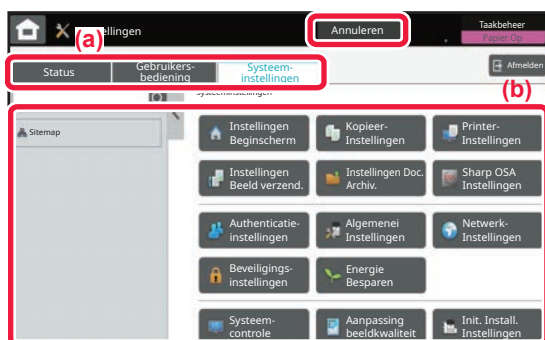 (a)
ellingen
Annuleren
Taakbeheer
Papier Op
Status
Gebruikers-
bediening
Systeem-
instellingen
Afmelden
(b)
Systeeminstellingen
Sitemap
Instellingen
Beginscherm
Kopieer-
Instellingen
Printer-
Instellingen
Instellingen
Beeld verzend.
Instellingen Doc.
Archiv.
Sharp OSA
Instellingen
Authenticatie-
instellingen
Algemenei
Instellingen
Netwerk-
Instellingen
Beveiligings-
instellingen
Energie
Besparen
Systeem-
controle
Aanpassing
beeldkwaliteit
Init. Install.
Instellingen